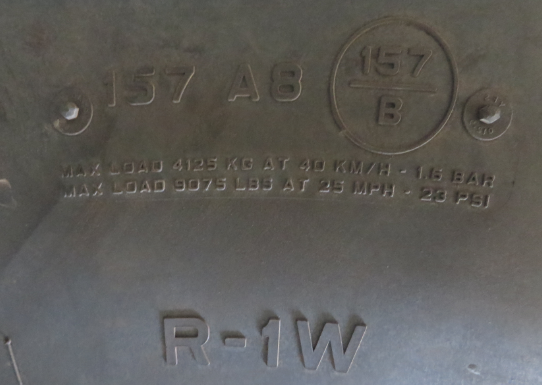 157 A8
157
B
MAX LOAD 4125 KG AT 40 KM/H - 1.6 BAR
MAX LOAD 9075 LBS AT 25 MPH - 23 PSI
R-1W